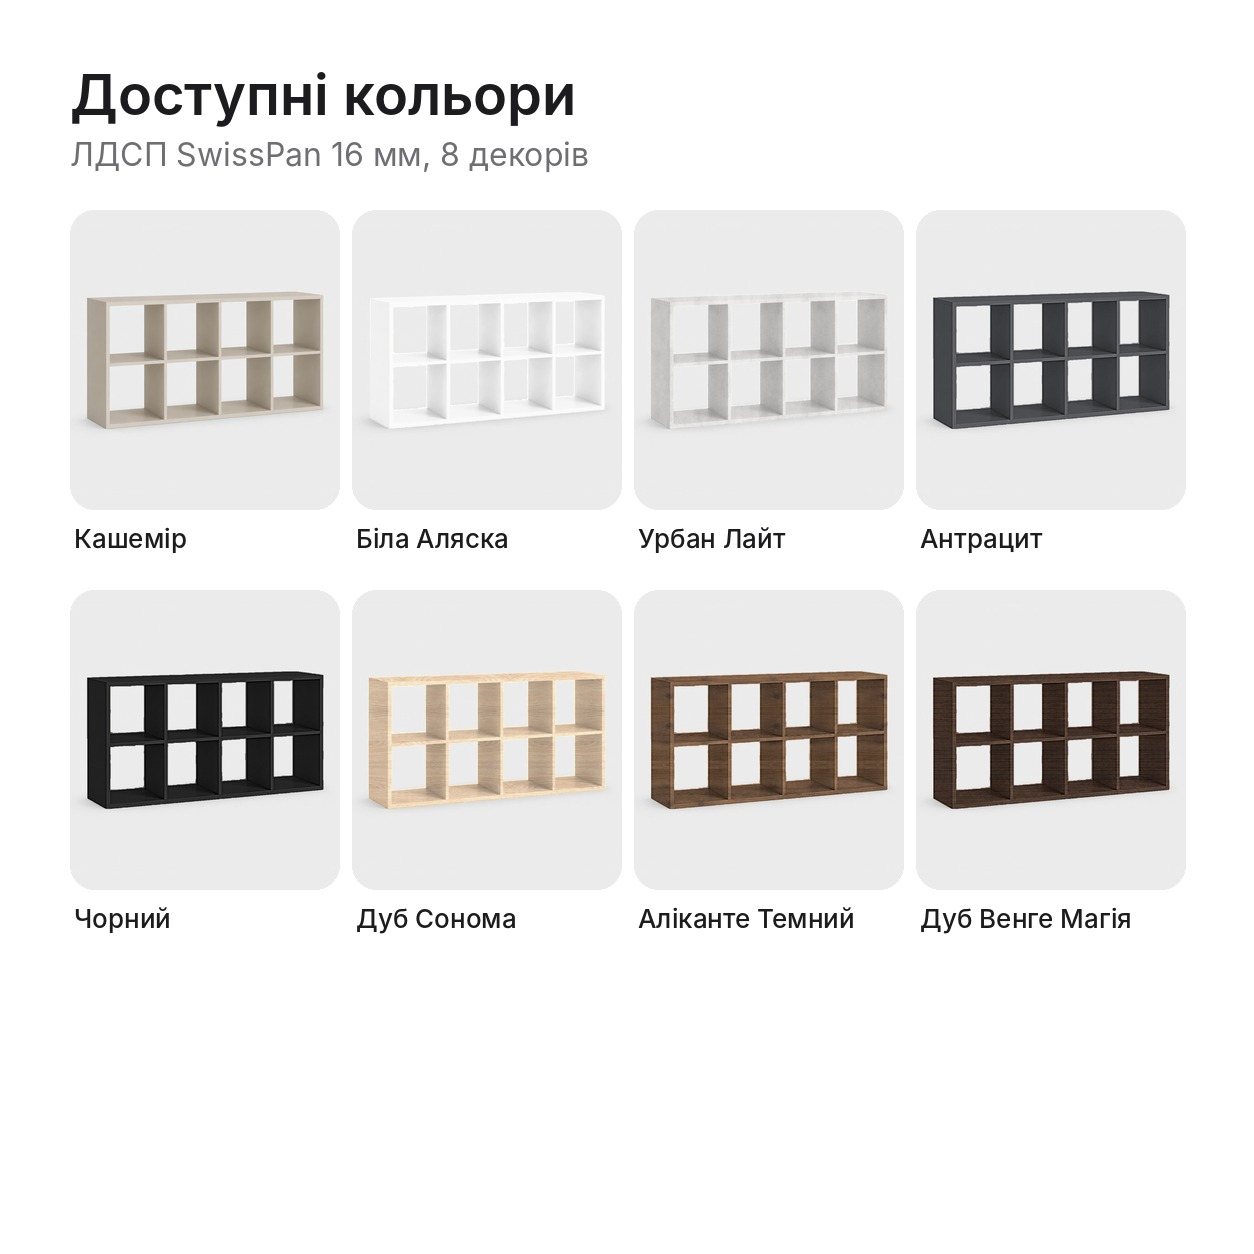 Доступні кольори
ЛДСП SwissPan 16 мм, 8 декорів
Кашемір
Біла Аляска
Урбан Лайт
Антрацит
Чорний
Дуб Сонома
Аліканте Темний
Дуб Венге Магія